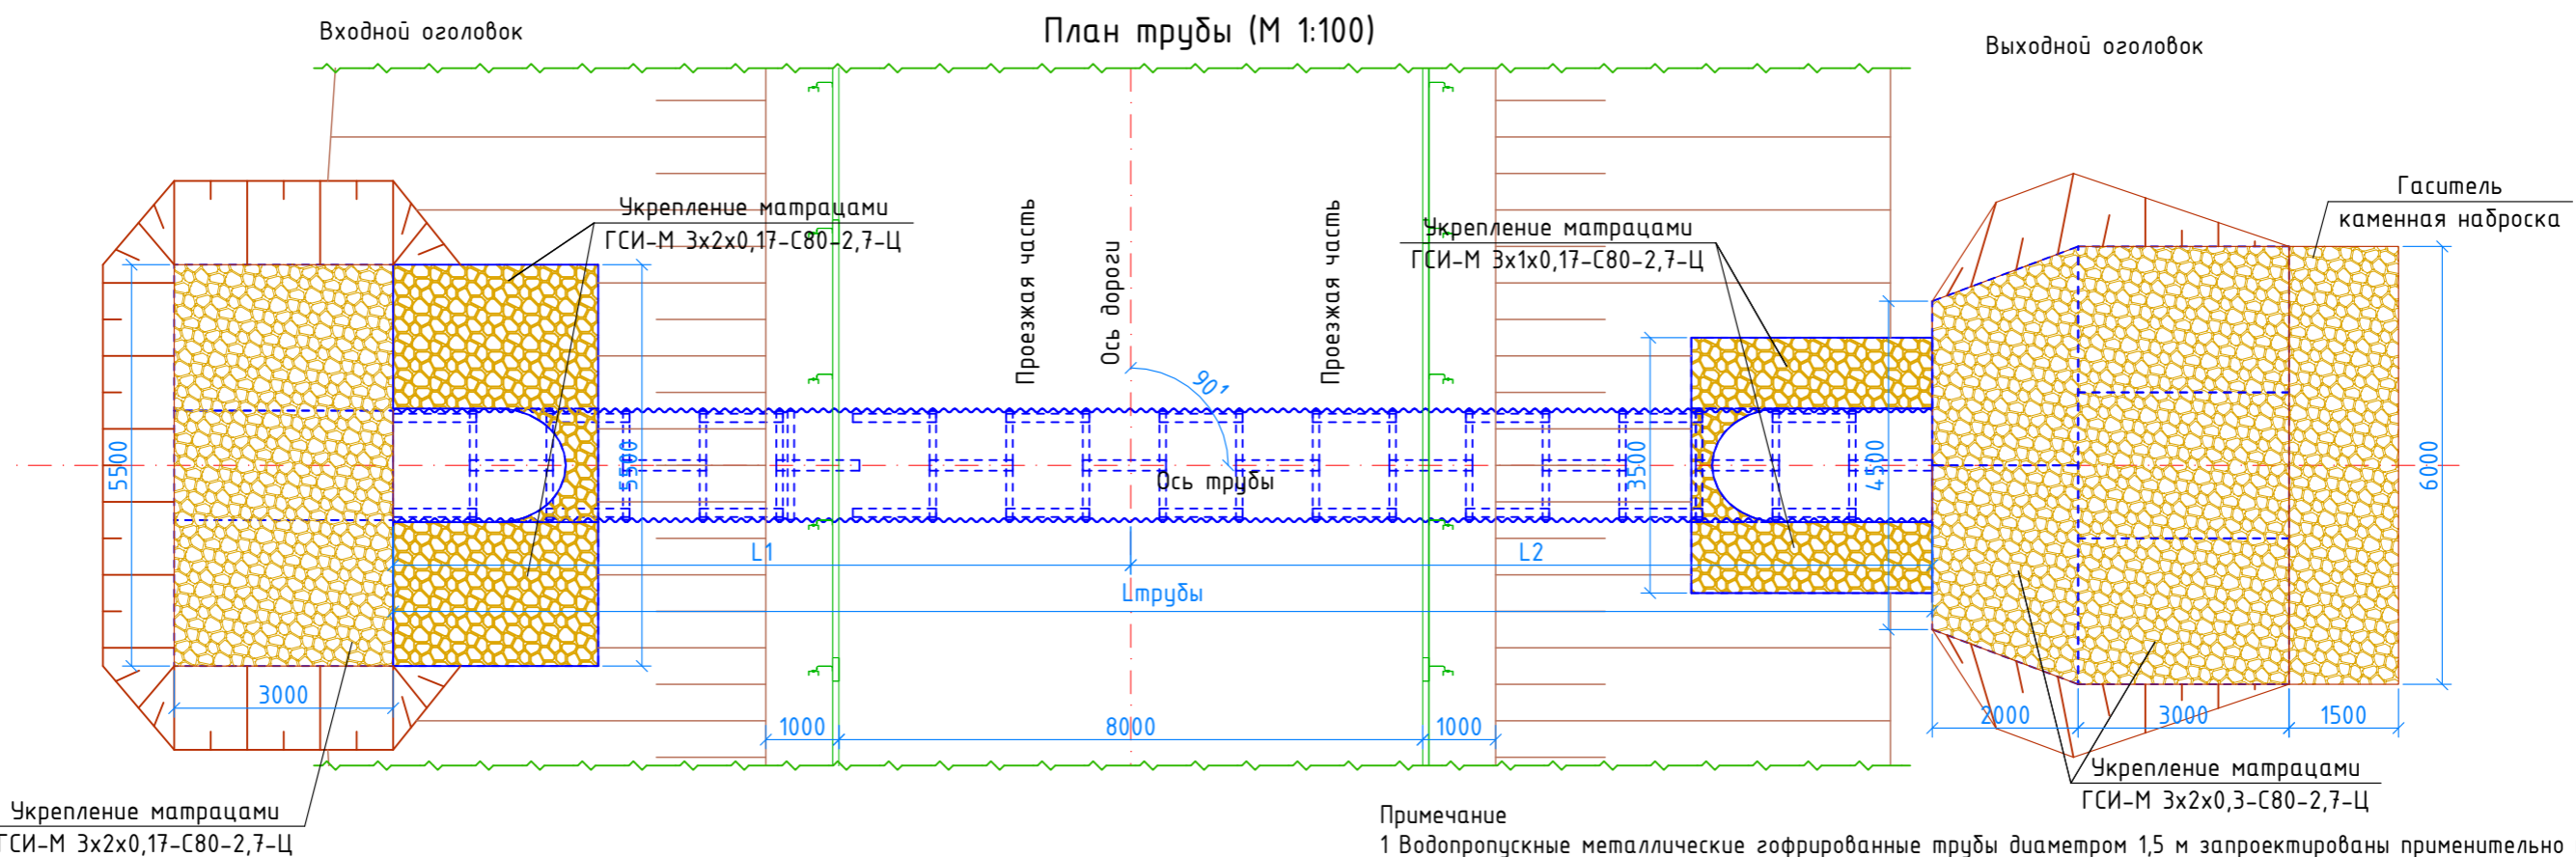 План трубы (М 1:100)
Входной оголовок
Выходной оголовок
Гаситель
каменная наброска
Укрепление матрацами
ГСИ-М 3х2х0,17-С80-2,7-Ц
Укрепление матрацами
ГСИ-М 3х1х0,17-С80-2,7-Ц
Проезжая часть
Ось дороги
Проезжая часть
90°
5500
5500
3500
4500
6000
Ось трубы
L1
L2
Lтрубы
3000
1000
8000
1000
2000
3000
1500
Укрепление матрацами
ГСИ-М 3х2х0,3-С80-2,7-Ц
Укрепление матрацами
ГСИ-М 3х2х0,17-С80-2,7-Ц
Примечание
1 Водопропускные металлические гофрированные трубы диаметром 1,5 м запроектированы применительно